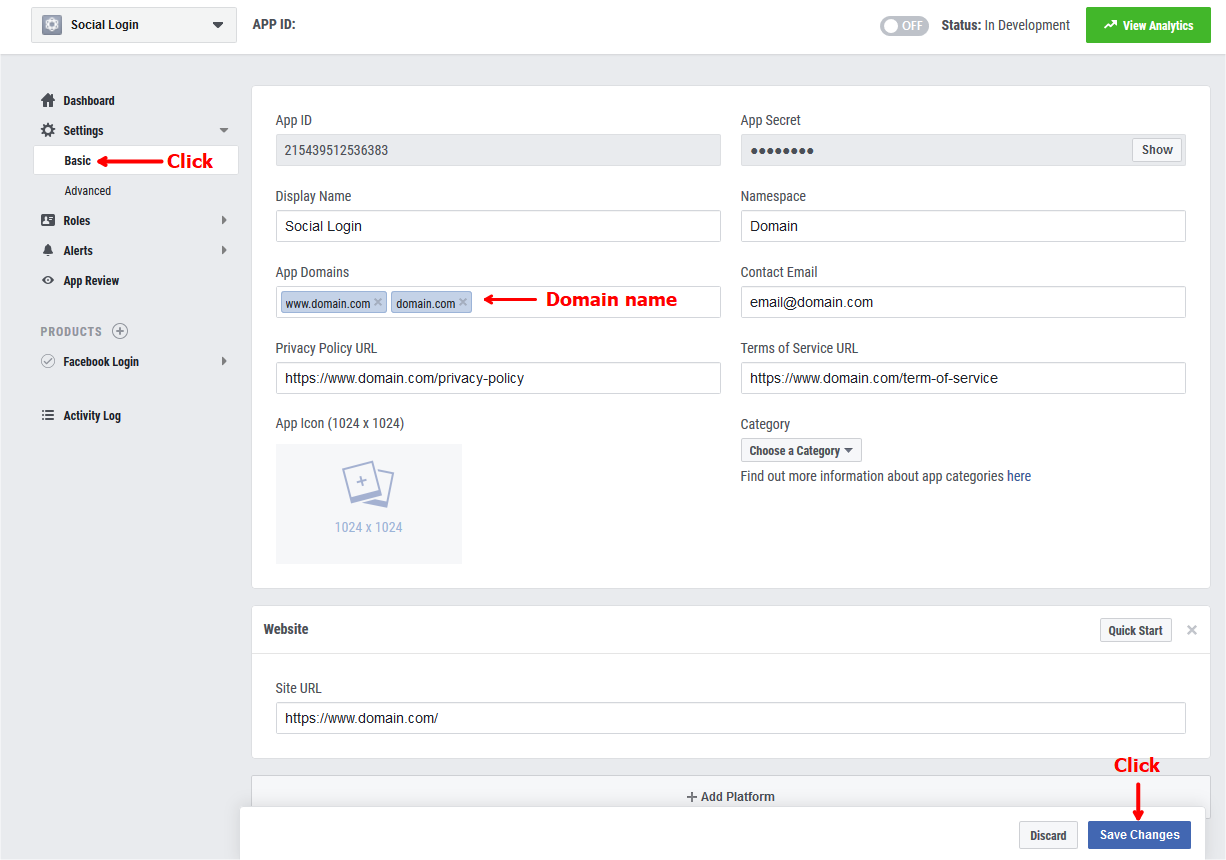 Social Login
APP ID:
OFF
Status: In Development
View Analytics
Dashboard
Settings
Basic
Click
Advanced
Roles
Alerts
App Review
PRODUCTS
Facebook Login
Activity Log
App ID
215439512536383
App Secret
●●●●●●●●
Show
Display Name
Social Login
Namespace
Domain
App Domains
www.domain.com ×
domain.com ×
Domain name
Contact Email
email@domain.com
Privacy Policy URL
https://www.domain.com/privacy-policy
Terms of Service URL
https://www.domain.com/term-of-service
App Icon (1024 x 1024)
1024 x 1024
Category
Choose a Category
Find out more information about app categories here
Website
Quick Start
×
Site URL
https://www.domain.com/
Click
+ Add Platform
Discard
Save Changes